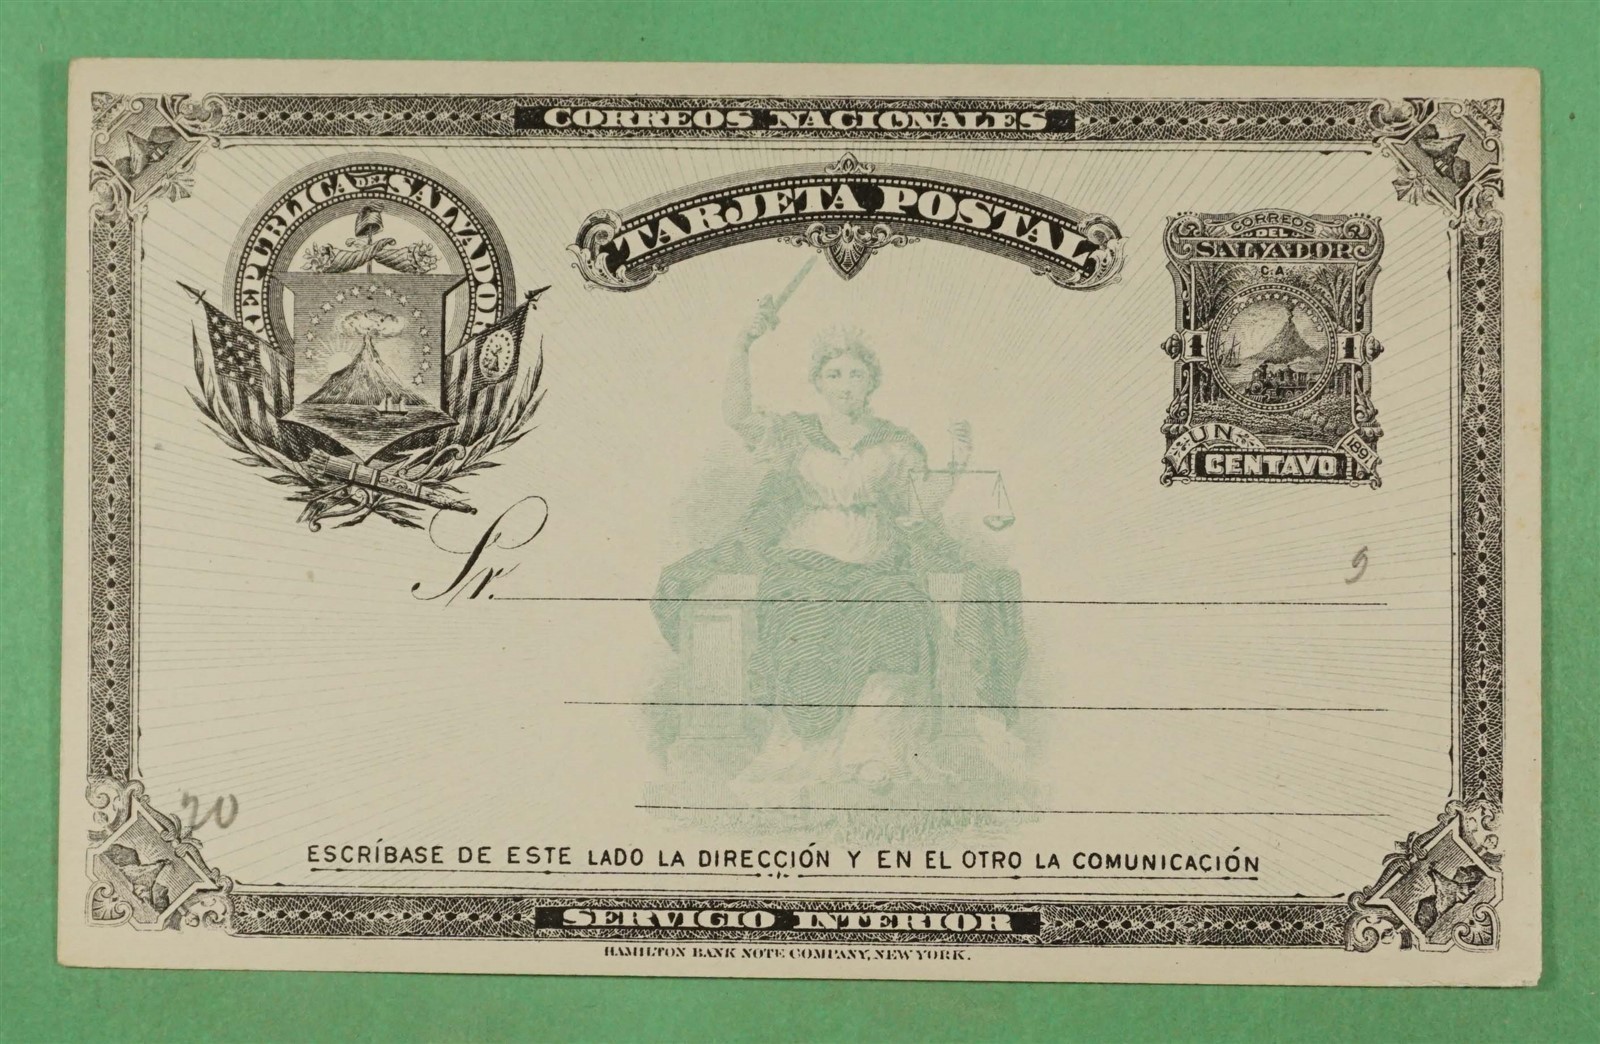 CORREOS NACIONALES
REPUBLICA DEL SALVADOR
TARJETA POSTAL
CORREOS
DEL
SALVADOR
C.A.
1 1
UN
CENTAVO
1891
Sr.
9
20
ESCRÍBASE DE ESTE LADO LA DIRECCIÓN Y EN EL OTRO LA COMUNICACIÓN
SERVICIO INTERIOR
HAMILTON BANK NOTE COMPANY, NEW YORK.